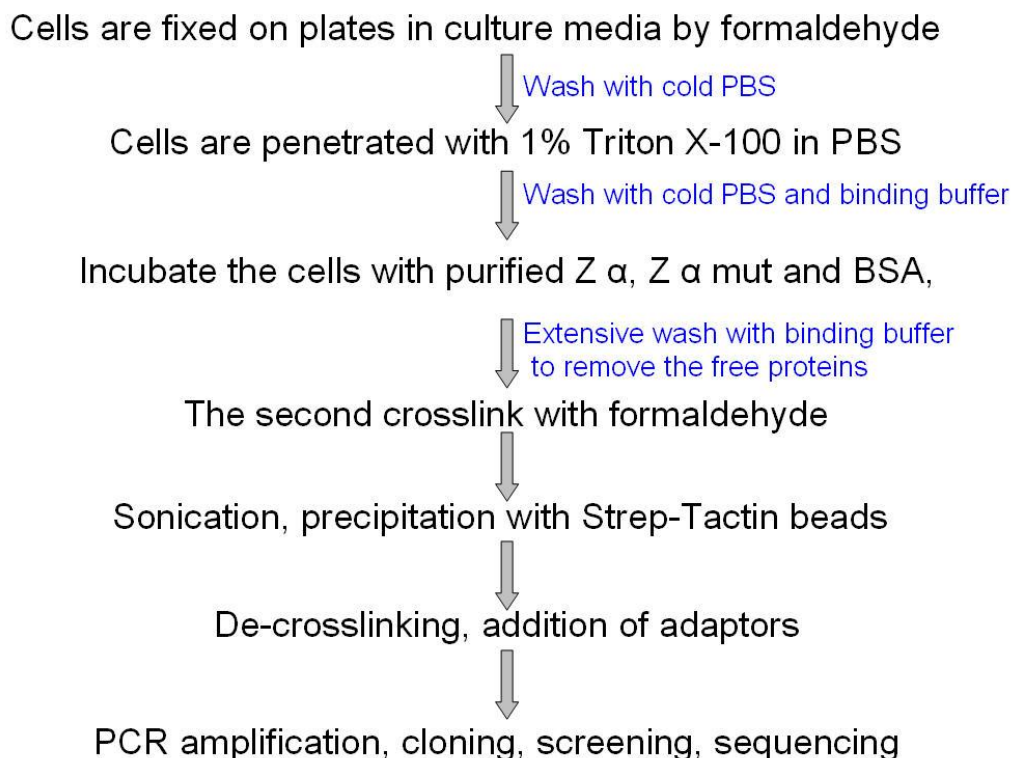 Cells are fixed on plates in culture media by formaldehyde
Wash with cold PBS
Cells are penetrated with 1% Triton X-100 in PBS
Wash with cold PBS and binding buffer
Incubate the cells with purified Z α, Z α mut and BSA,
Extensive wash with binding buffer
to remove the free proteins
The second crosslink with formaldehyde
Sonication, precipitation with Strep-Tactin beads
De-crosslinking, addition of adaptors
PCR amplification, cloning, screening, sequencing